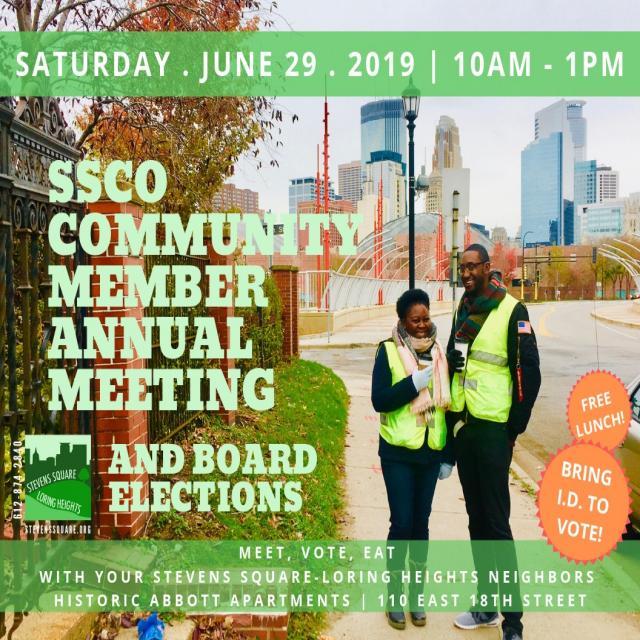 SATURDAY . JUNE 29 . 2019 | 10AM - 1PM
SSCO
COMMUNITY
MEMBER
ANNUAL
MEETING
AND BOARD
ELECTIONS
612 874 2840
STEVENS SQUARE
LORING HEIGHTS
STEVENSSQUARE.ORG
FREE
LUNCH!
BRING
I.D. TO
VOTE!
MEET, VOTE, EAT
WITH YOUR STEVENS SQUARE-LORING HEIGHTS NEIGHBORS
HISTORIC ABBOTT APARTMENTS | 110 EAST 18TH STREET